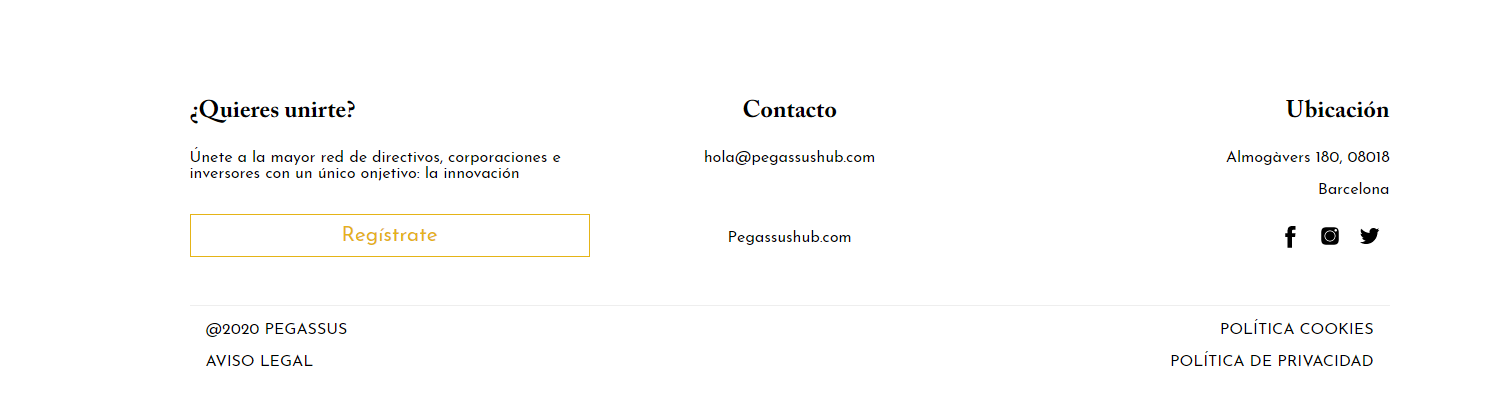 ¿Quieres unirte?
Únete a la mayor red de directivos, corporaciones e
inversores con un único onjetivo: la innovación
Regístrate
Contacto
hola@pegassushub.com
Pegassushub.com
Ubicación
Almogàvers 180, 08018
Barcelona
@2020 PEGASSUS
AVISO LEGAL
POLÍTICA COOKIES
POLÍTICA DE PRIVACIDAD